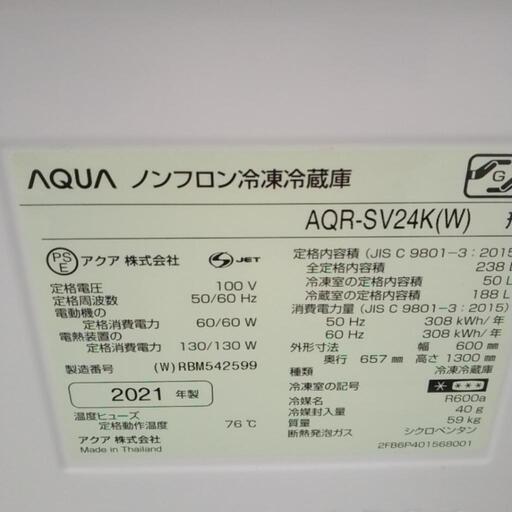 AQUA ノンフロン冷凍冷蔵庫
G
AQR-SV24K(W)
PS E アクア 株式会社 S JET
定格電圧 100 V
定格周波数 50/60 Hz
電動機の
定格消費電力 60/60 W
電熱装置の
定格消費電力 130/130 W
製造番号 (W) RBM542599
2021 年製
温度ヒューズ
定格動作温度 76℃
アクア 株式会社
Made in Thailand
定格内容積 (JIS C 9801-3 : 2015
全定格内容積 238 L
冷凍室の定格内容積 50 L
冷蔵室の定格内容積 188 L
消費電力量 (JIS C 9801-3 : 2015)
50 Hz 308 kWh/年
60 Hz 308 kWh/年
外形寸法 幅 600 mm
奥行 657 mm 高さ 1300 mm
種類 冷凍冷蔵庫
冷凍室の記号 * ***
冷媒名 R600a
冷媒封入量 40 g
質量 59 kg
断熱発泡ガス シクロペンタン
2FB6P401568001